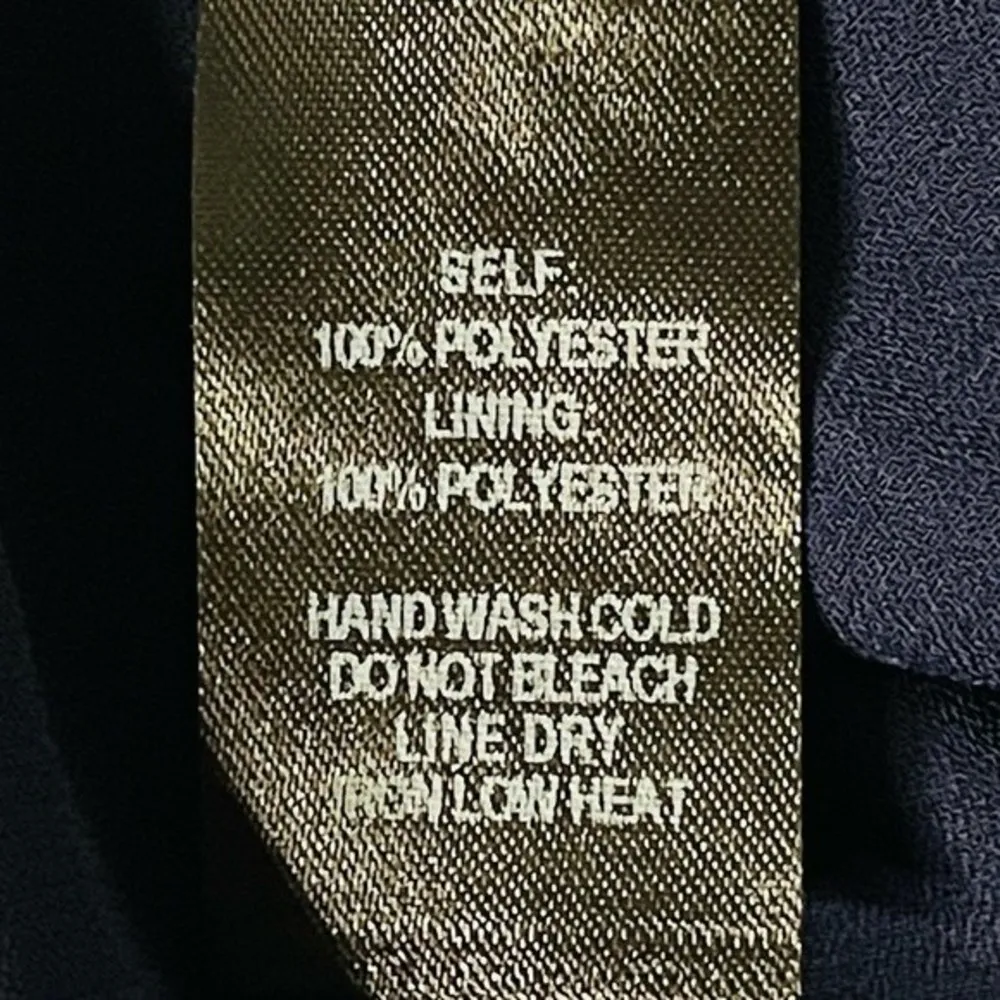 SELF:
100% POLYESTER
LINING:
100% POLYESTER
HAND WASH COLD
DO NOT BLEACH
LINE DRY
IRON LOW HEAT